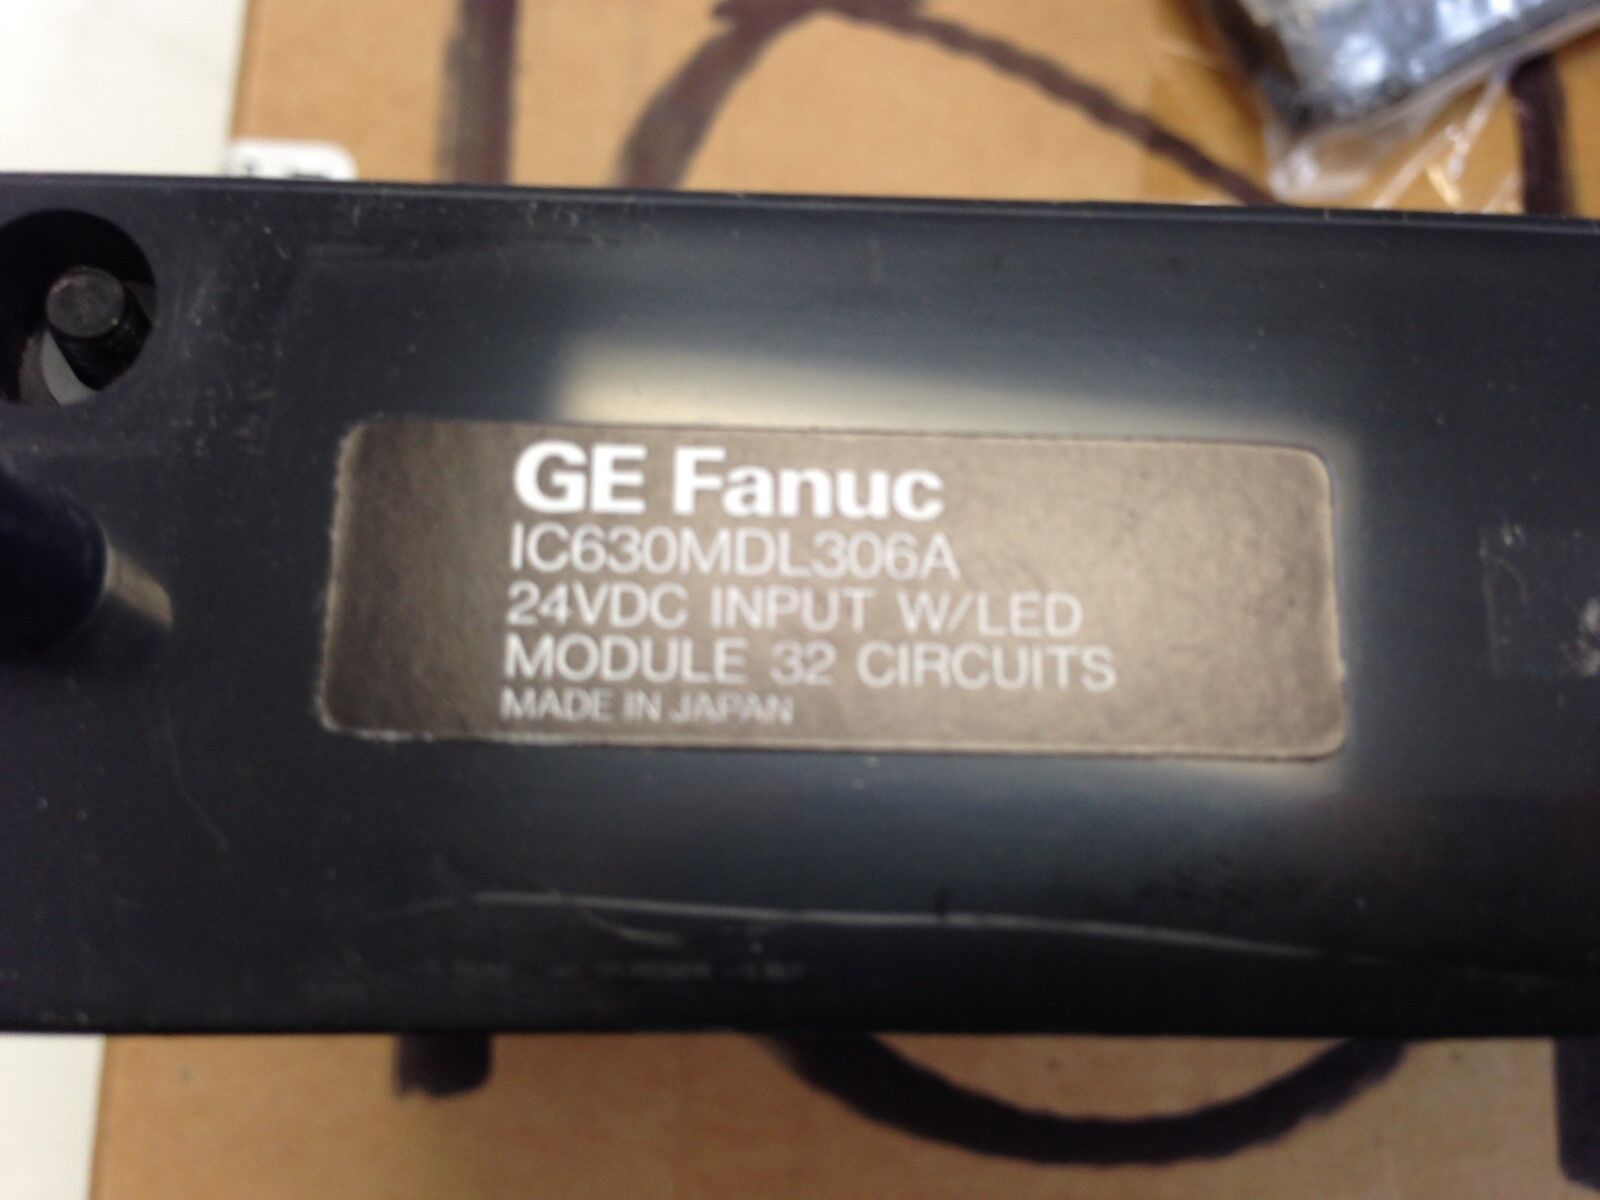 GE Fanuc
IC630MDL306A
24VDC INPUT W/LED
MODULE 32 CIRCUITS
MADE IN JAPAN